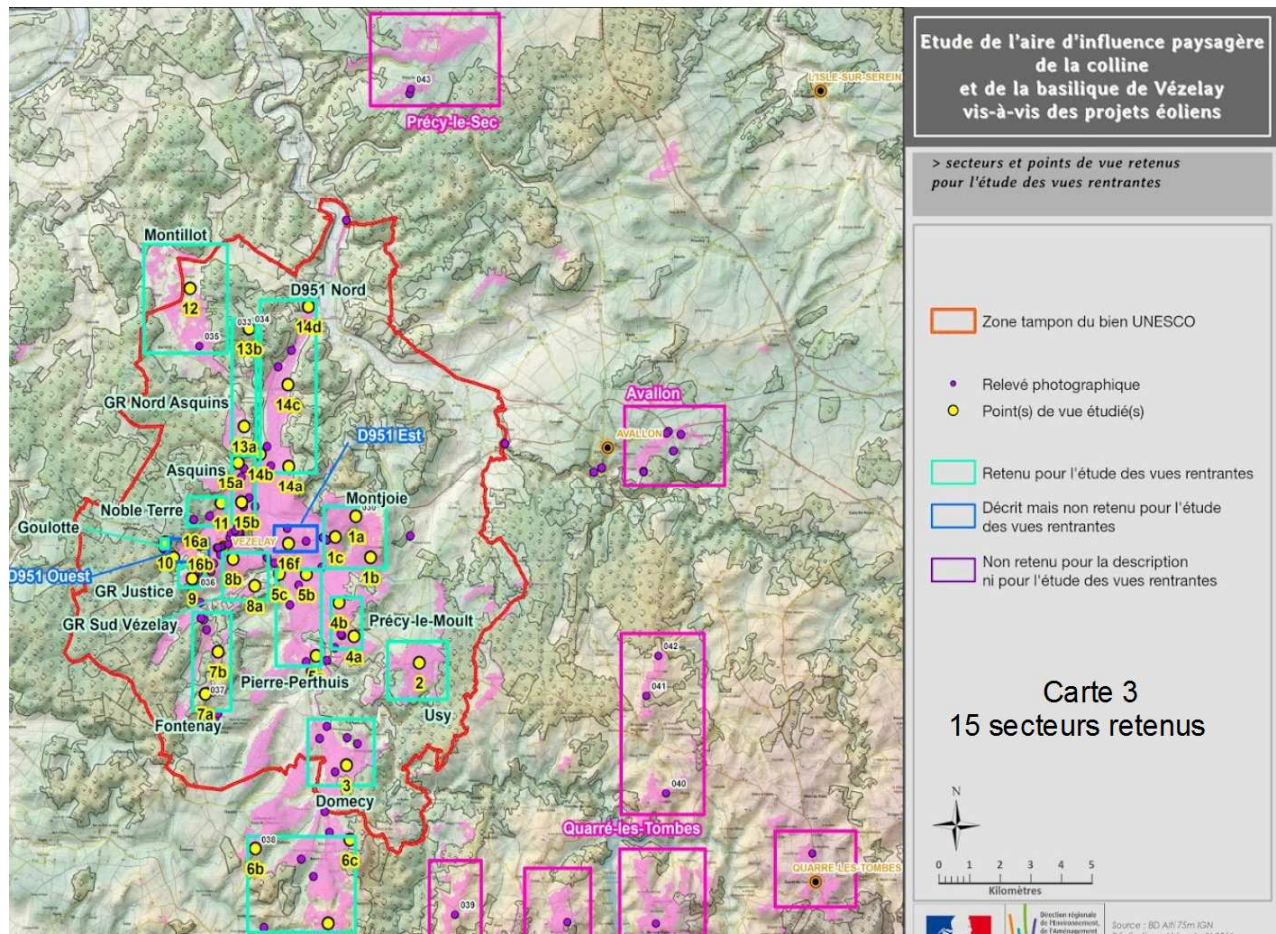 Etude de l'aire d'influence paysagère
de la colline
et de la basilique de Vézelay
vis-à-vis des projets éoliens
> secteurs et points de vue retenus
pour l'étude des vues rentrantes
Zone tampon du bien UNESCO
Relevé photographique
Point(s) de vue étudié(s)
Retenu pour l'étude des vues rentrantes
Décrit mais non retenu pour l'étude
des vues rentrantes
Non retenu pour la description
ni pour l'étude des vues rentrantes
Carte 3
15 secteurs retenus
N
0 1 2 3 4 5
Kilomètres
Direction régionale
de l'Environnement,
de l'Aménagement
Source : BD Alti 75m IGN
043
Précy-le-Sec
L'ISLE-SUR-SEREIN
Montillot
12
035
D951 Nord
033 034
14d
13b
14c
GR Nord Asquins
13a
Avallon
AVALLON
D951 Est
Asquins
14b
15a
14a
Montjoie
Noble Terre
11
15b
1a
Goulotte
16a
VEZELAY
1c
10
16b
16f
1b
D951 Ouest
8b
036
9
8a
5c
5b
GR Justice
GR Sud Vézelay
4b
Précy-le-Moult
4a
7b
5
2
Pierre-Perthuis
Usy
037
7a
Fontenay
3
Domecy
042
041
040
Quarré-les-Tombes
038
6b
6c
QUARRE-LES-TOMBES
039